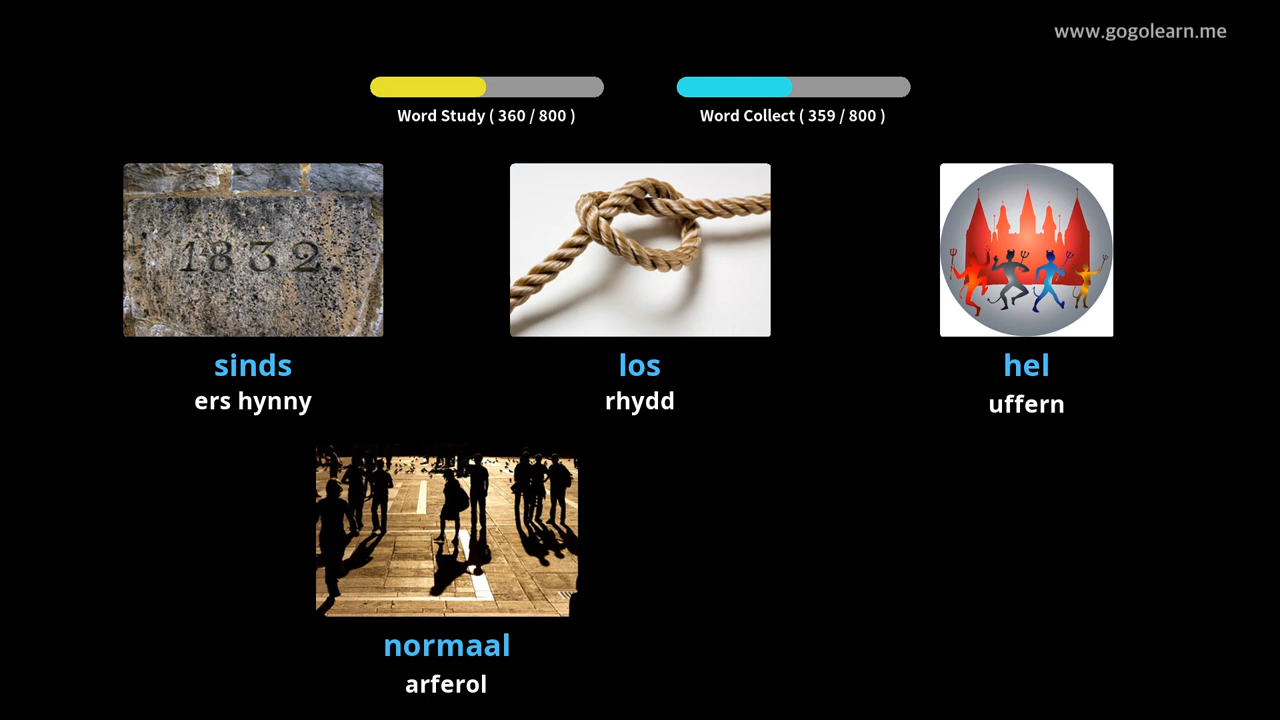 www.gogolearn.me
Word Study ( 360 / 800 )
Word Collect ( 359 / 800 )
1832.
sinds
ers hynny
los
rhydd
hel
uffern
normaal
arferol